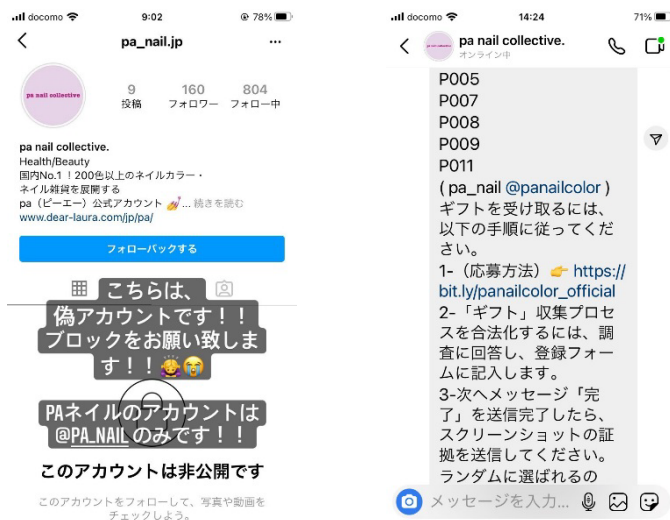 docomo 9:02 78%
pa_nail.jp
pa nail collective
9 160 804
投稿 フォロワー フォロー中
pa nail collective.
Health/Beauty
国内No.1 ! 200色以上のネイルカラー・
ネイル雑貨を展開する
pa（ピーエー）公式アカウント 💅... 続きを読む
www.dear-laura.com/jp/pa/
フォローバックする
こちらは、
偽アカウントです！！
ブロックをお願い致しま
す！！🙇‍♀️😭
PAネイルのアカウントは
@PA_NAILのみです！！
このアカウントは非公開です
このアカウントをフォローして、写真や動画を
チェックしよう。
docomo 14:24 71%
pa nail collective.
オンライン中
P005
P007
P008
P009
P011
( pa_nail @panailcolor )
ギフトを受け取るには、
以下の手順に従ってくだ
さい。
1-（応募方法）👉 https://
bit.ly/panailcolor_official
2-「ギフト」収集プロセ
スを合法化するには、調
査に回答し、登録フォー
ムに記入します。
3-次へメッセージ「完
了」を送信完了したら、
スクリーンショットの証
拠を送信してください。
ランダムに選ばれるの
メッセージを入力...